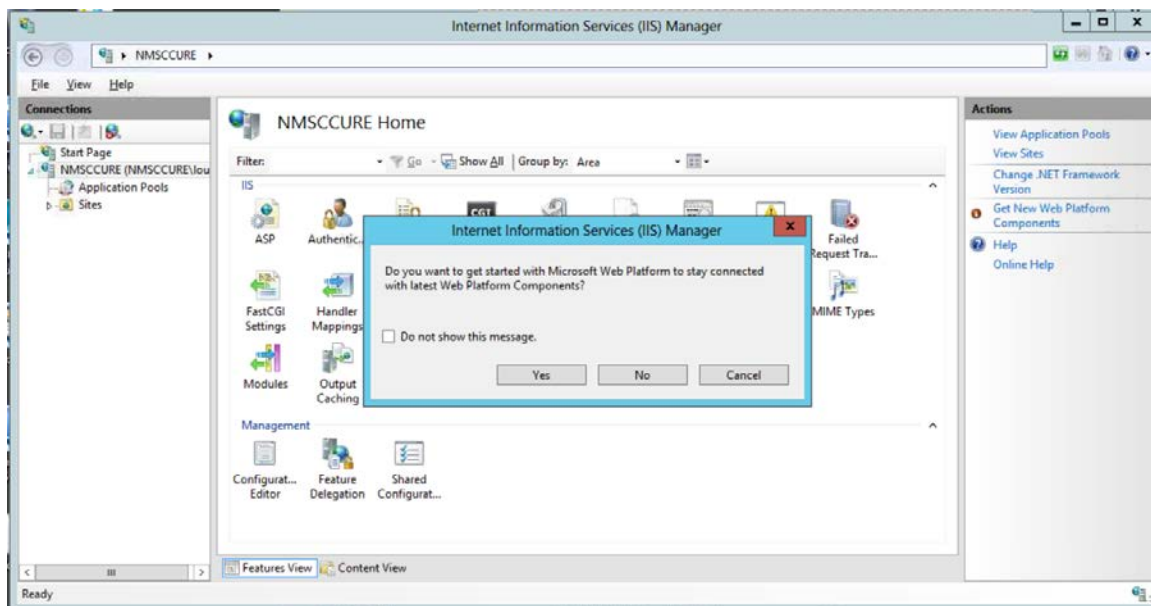 Internet Information Services (IIS) Manager
NMSCCURE
File View Help
Connections
Start Page
NMSCCURE (NMSCCURE\lou
Application Pools
Sites
NMSCCURE Home
Filter: Go Show All Group by: Area
IIS
ASP Authentic... CGI Failed Request Tra...
FastCGI Settings Handler Mappings MIME Types
Modules Output Caching
Management
Configurat... Editor Feature Delegation Shared Configurat...
Features View Content View
Ready
Internet Information Services (IIS) Manager
Do you want to get started with Microsoft Web Platform to stay connected
with latest Web Platform Components?
Do not show this message.
Yes No Cancel
Actions
View Application Pools
View Sites
Change .NET Framework
Version
Get New Web Platform
Components
Help
Online Help